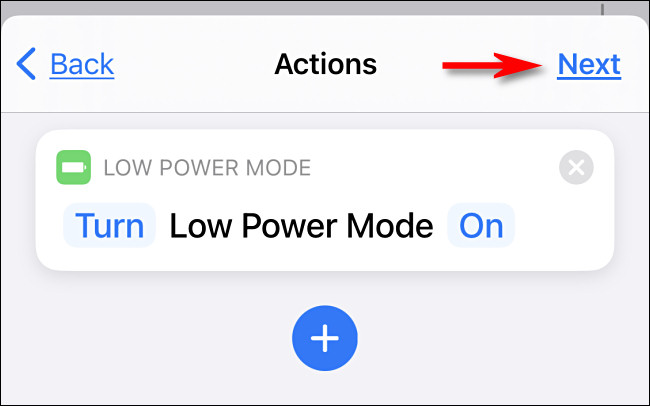 Back Actions Next
LOW POWER MODE
Turn Low Power Mode On